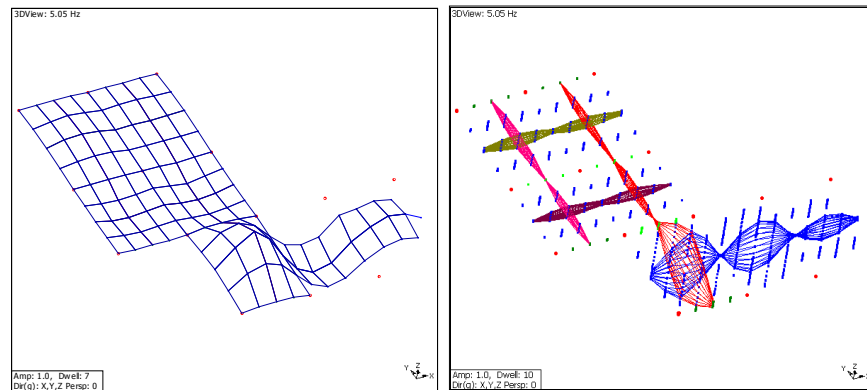 3DView: 5.05 Hz
Amp: 1.0, Dwell: 7
Dir(g): X,Y,Z Persp: 0
Y Z X
3DView: 5.05 Hz
Amp: 1.0, Dwell: 10
Dir(g): X,Y,Z Persp: 0
Y Z X